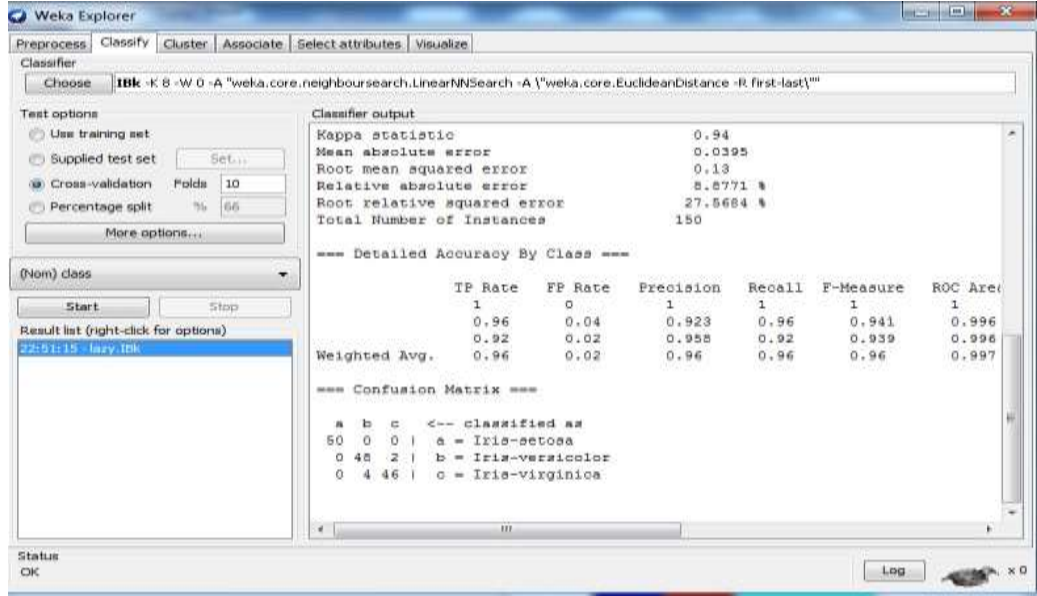 Weka Explorer
Preprocess Classify Cluster Associate Select attributes Visualize
Classifier
Choose IBk -K 8 -W 0 -A "weka.core.neighboursearch.LinearNNSearch -A \"weka.core.EuclideanDistance -R first-last\""
Test options
Use training set
Supplied test set Set...
Cross-validation Folds 10
Percentage split % 66
More options...
(Nom) class
Start Stop
Result list (right-click for options)
22:51:15 - lazy.IBk
Classifier output
Kappa statistic 0.94
Mean absolute error 0.0395
Root mean squared error 0.13
Relative absolute error 8.8771 %
Root relative squared error 27.5684 %
Total Number of Instances 150
=== Detailed Accuracy By Class ===
TP Rate FP Rate Precision Recall F-Measure ROC Area
1 0 1 1 1 1
0.96 0.04 0.923 0.96 0.941 0.996
0.92 0.02 0.958 0.92 0.939 0.996
Weighted Avg. 0.96 0.02 0.96 0.96 0.96 0.997
=== Confusion Matrix ===
a b c <-- classified as
50 0 0 | a = Iris-setosa
0 48 2 | b = Iris-versicolor
0 4 46 | c = Iris-virginica
Status
OK
Log x 0